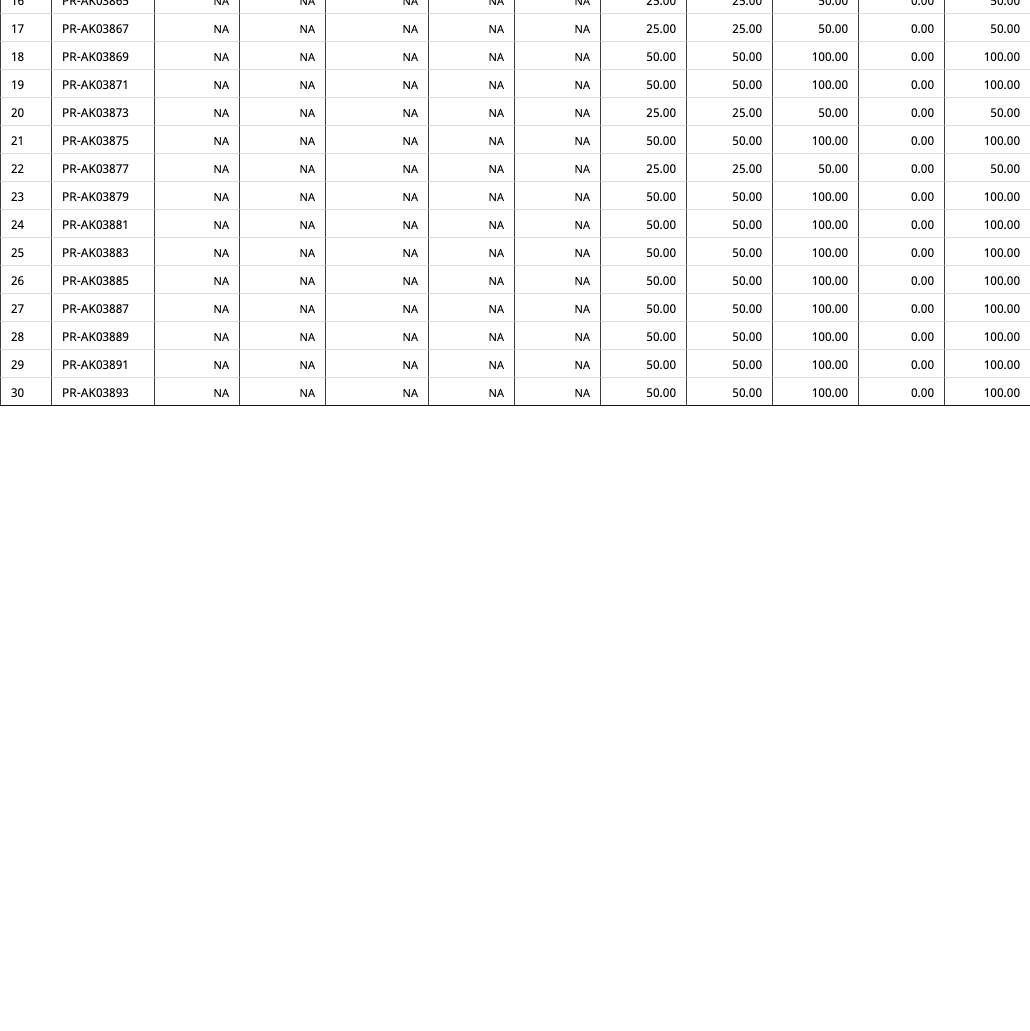 16 PR-AK03865 NA NA NA NA NA 25.00 25.00 50.00 0.00 50.00
17 PR-AK03867 NA NA NA NA NA 25.00 25.00 50.00 0.00 50.00
18 PR-AK03869 NA NA NA NA NA 50.00 50.00 100.00 0.00 100.00
19 PR-AK03871 NA NA NA NA NA 50.00 50.00 100.00 0.00 100.00
20 PR-AK03873 NA NA NA NA NA 25.00 25.00 50.00 0.00 50.00
21 PR-AK03875 NA NA NA NA NA 50.00 50.00 100.00 0.00 100.00
22 PR-AK03877 NA NA NA NA NA 25.00 25.00 50.00 0.00 50.00
23 PR-AK03879 NA NA NA NA NA 50.00 50.00 100.00 0.00 100.00
24 PR-AK03881 NA NA NA NA NA 50.00 50.00 100.00 0.00 100.00
25 PR-AK03883 NA NA NA NA NA 50.00 50.00 100.00 0.00 100.00
26 PR-AK03885 NA NA NA NA NA 50.00 50.00 100.00 0.00 100.00
27 PR-AK03887 NA NA NA NA NA 50.00 50.00 100.00 0.00 100.00
28 PR-AK03889 NA NA NA NA NA 50.00 50.00 100.00 0.00 100.00
29 PR-AK03891 NA NA NA NA NA 50.00 50.00 100.00 0.00 100.00
30 PR-AK03893 NA NA NA NA NA 50.00 50.00 100.00 0.00 100.00